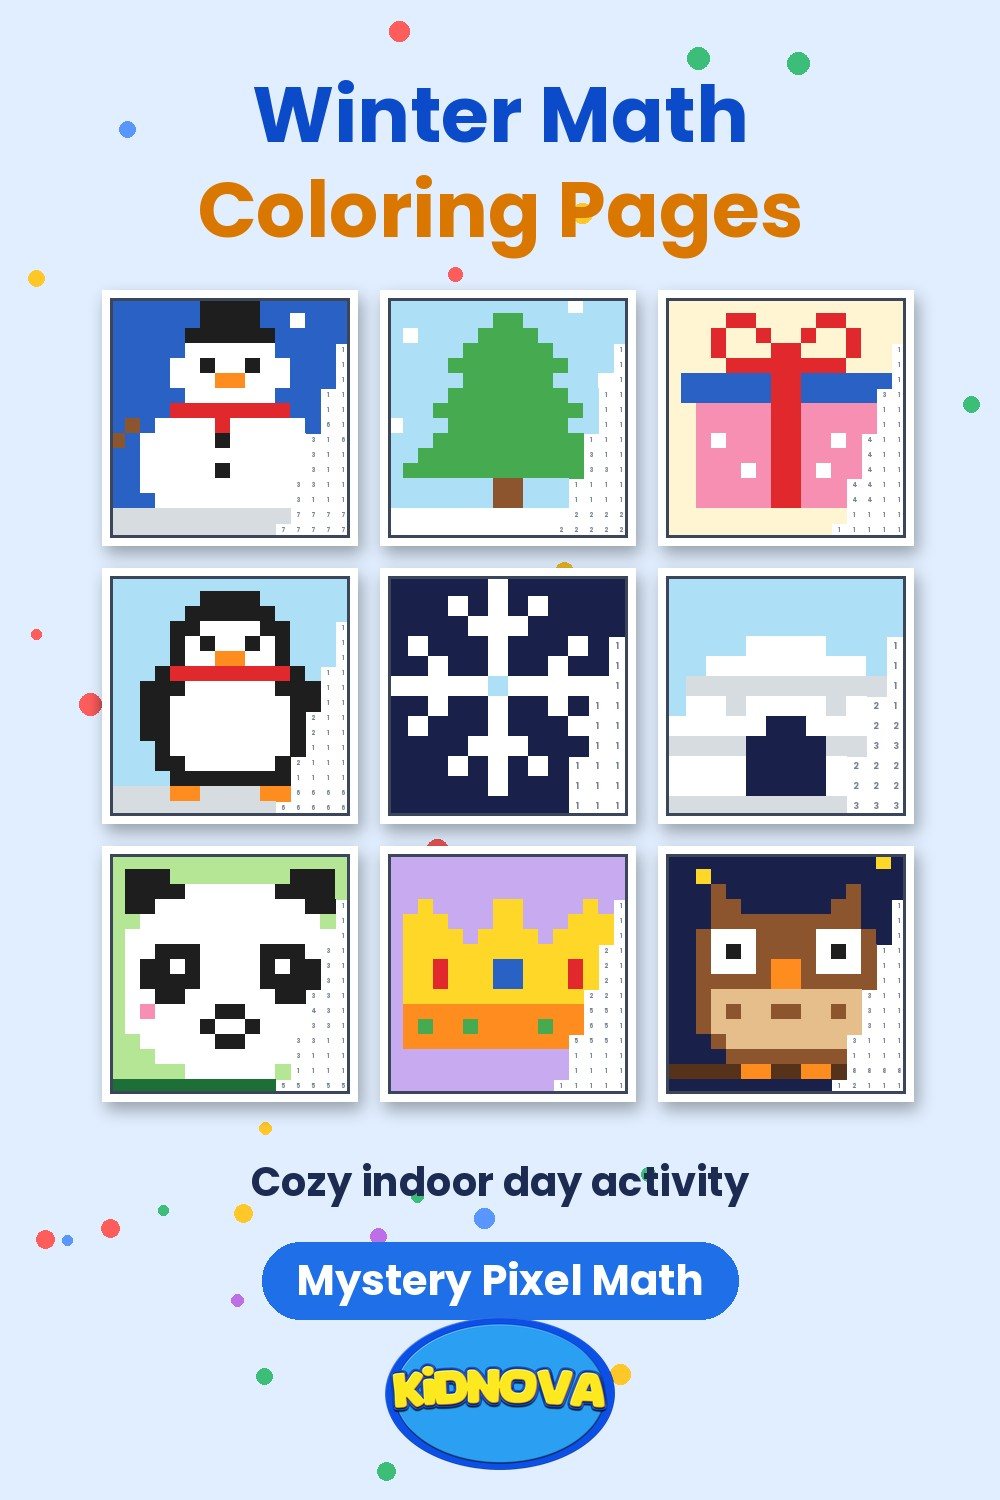 Winter Math
Coloring Pages
Cozy indoor day activity
Mystery Pixel Math
KiDNOVA